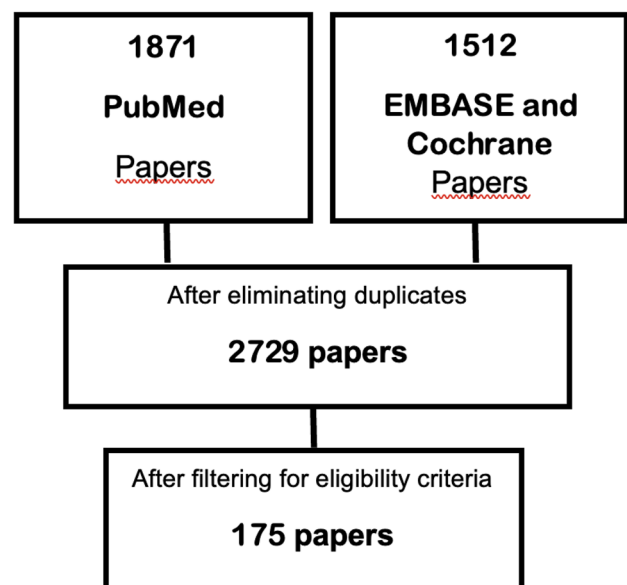 1871
PubMed
Papers
1512
EMBASE and
Cochrane
Papers
After eliminating duplicates
2729 papers
After filtering for eligibility criteria
175 papers